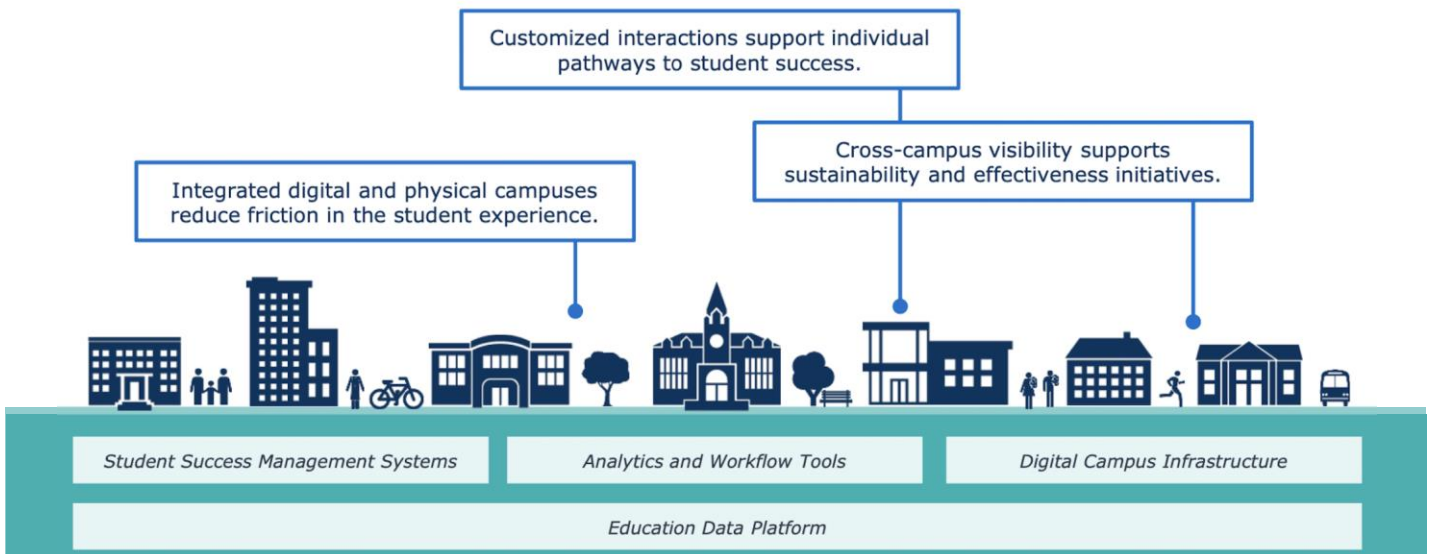 Customized interactions support individual
pathways to student success.
Cross-campus visibility supports
sustainability and effectiveness initiatives.
Integrated digital and physical campuses
reduce friction in the student experience.
Student Success Management Systems
Analytics and Workflow Tools
Digital Campus Infrastructure
Education Data Platform